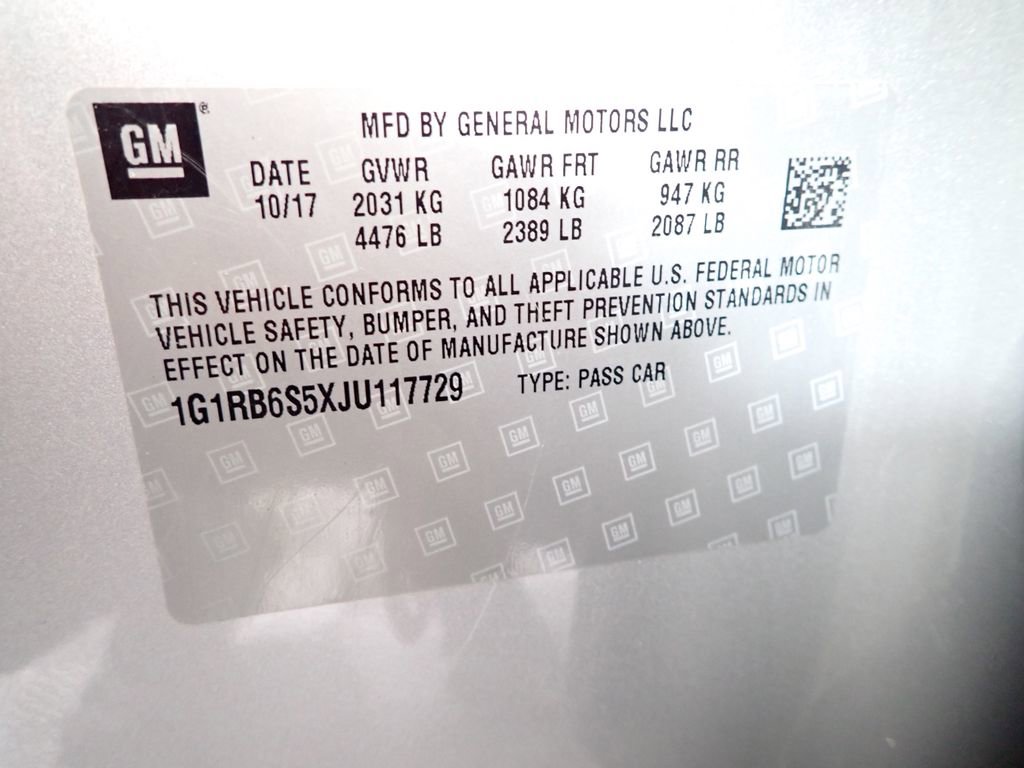 GM ®
MFD BY GENERAL MOTORS LLC
DATE GVWR GAWR FRT GAWR RR
10/17 2031 KG 1084 KG 947 KG
4476 LB 2389 LB 2087 LB
THIS VEHICLE CONFORMS TO ALL APPLICABLE U.S. FEDERAL MOTOR
VEHICLE SAFETY, BUMPER, AND THEFT PREVENTION STANDARDS IN
EFFECT ON THE DATE OF MANUFACTURE SHOWN ABOVE.
1G1RB6S5XJU117729 TYPE: PASS CAR